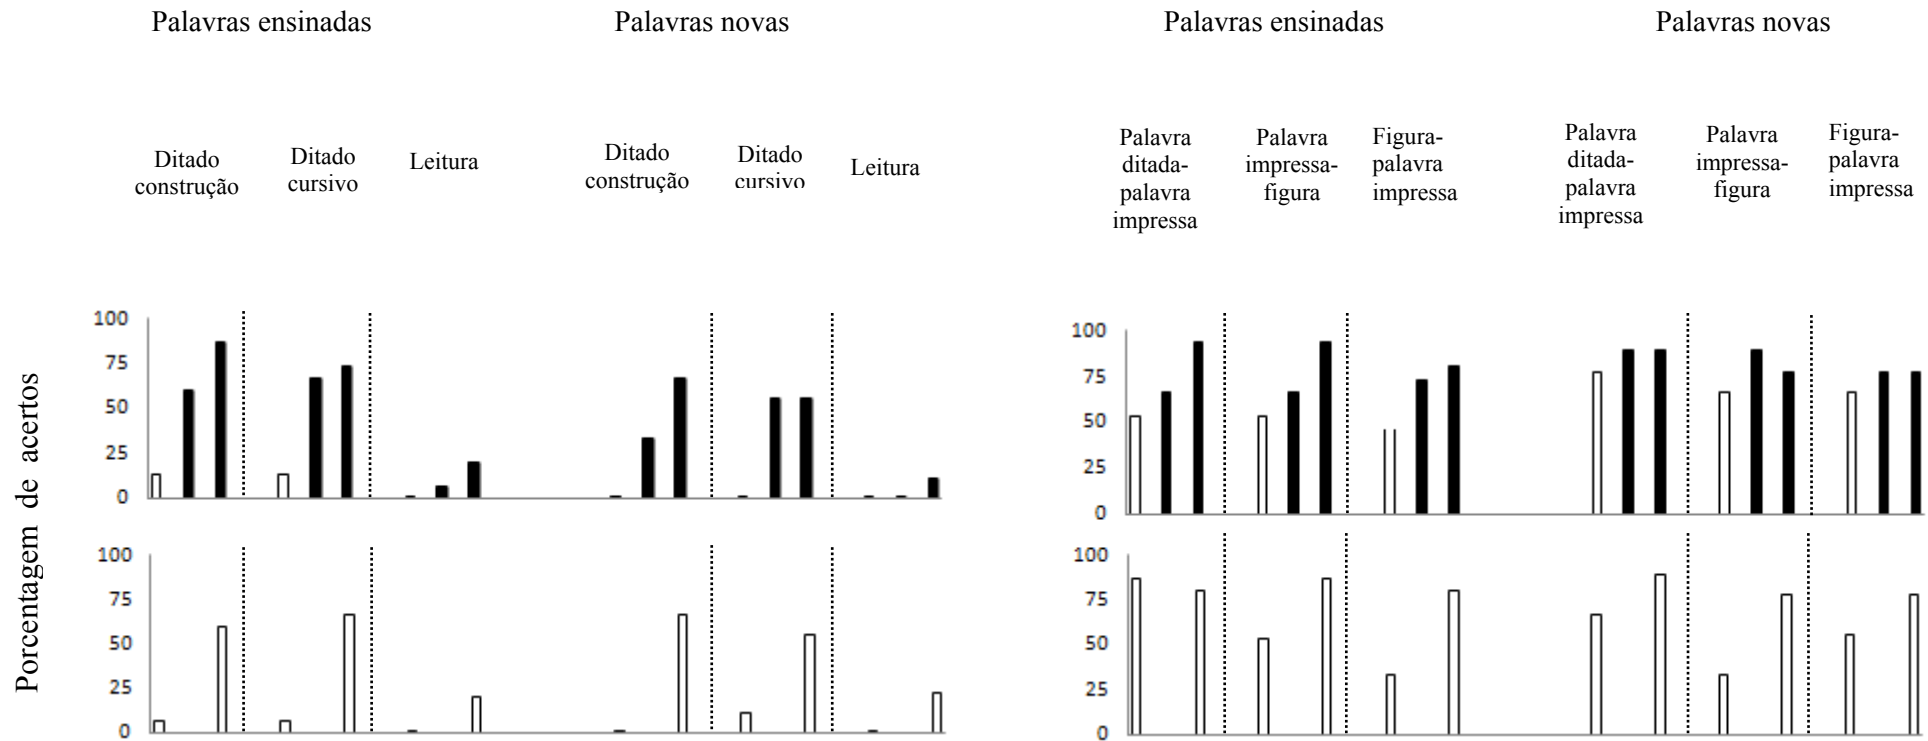 Palavras ensinadas
Palavras novas
Palavras ensinadas
Palavras novas
Ditado
construção
Ditado
cursivo
Leitura
Ditado
construção
Ditado
cursivo
Leitura
Palavra
ditada-
palavra
impressa
Palavra
impressa-
figura
Figura-
palavra
impressa
Palavra
ditada-
palavra
impressa
Palavra
impressa-
figura
Figura-
palavra
impressa
Porcentagem de acertos
100
75
50
25
0
100
75
50
25
0
100
75
50
25
0
100
75
50
25
0